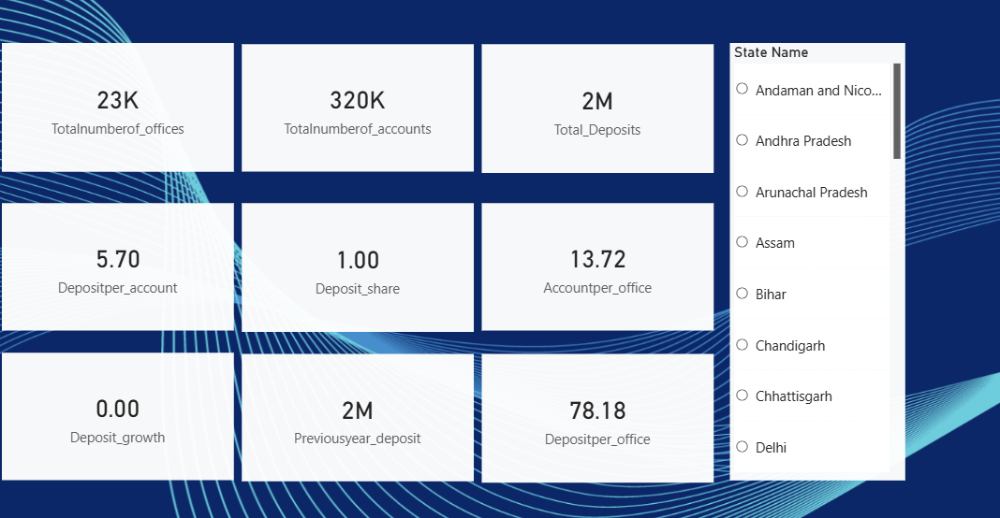 23K
Totalnumberof_offices
320K
Totalnumberof_accounts
2M
Total_Deposits
5.70
Depositper_account
1.00
Deposit_share
13.72
Accountper_office
0.00
Deposit_growth
2M
Previousyear_deposit
78.18
Depositper_office
State Name
Andaman and Nico...
Andhra Pradesh
Arunachal Pradesh
Assam
Bihar
Chandigarh
Chhattisgarh
Delhi